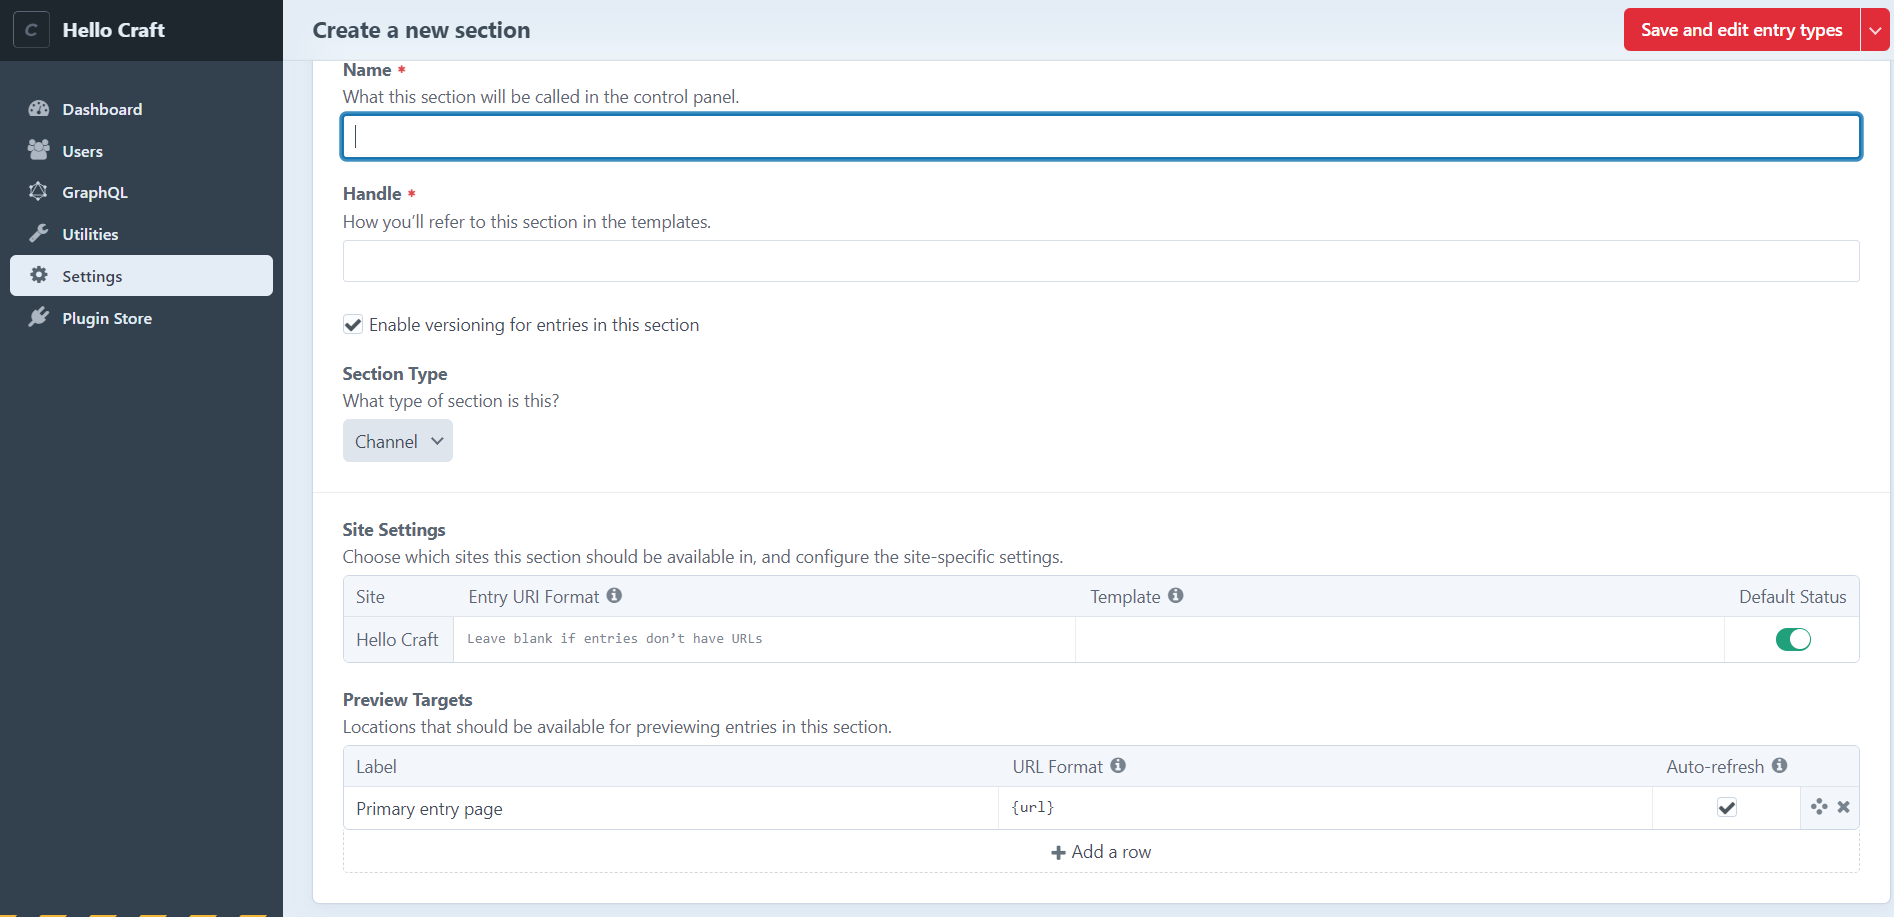 C
Hello Craft
Create a new section
Save and edit entry types
Dashboard
Users
GraphQL
Utilities
Settings
Plugin Store
Name *
What this section will be called in the control panel.
Handle *
How you’ll refer to this section in the templates.
Enable versioning for entries in this section
Section Type
What type of section is this?
Channel
Site Settings
Choose which sites this section should be available in, and configure the site-specific settings.
Site Entry URI Format Template Default Status
Hello Craft Leave blank if entries don’t have URLs
Preview Targets
Locations that should be available for previewing entries in this section.
Label URL Format Auto-refresh
Primary entry page {url}
Add a row